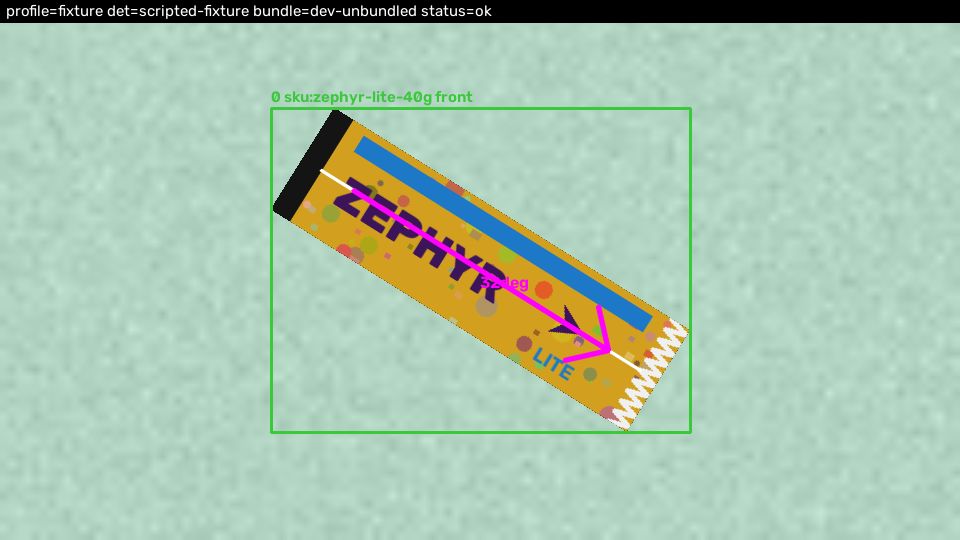 profile=fixture det=scripted-fixture bundle=dev-unbundled status=ok
0 sku:zephyr-lite-40g front
ZEPHYR
32deg
LITE